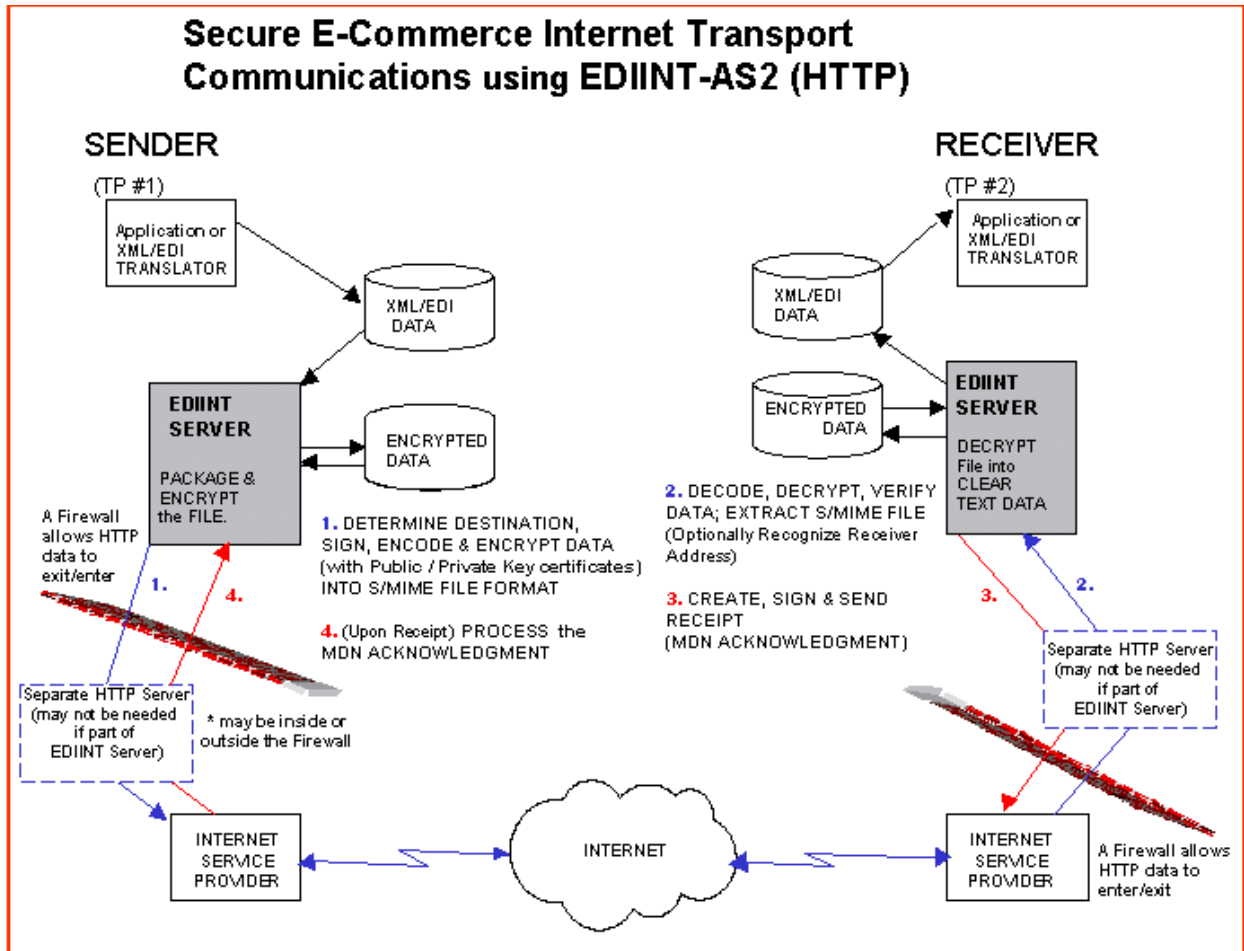 Secure E-Commerce Internet Transport
Communications using EDIINT-AS2 (HTTP)
SENDER
(TP #1)
Application or
XML/EDI
TRANSLATOR
XML/EDI
DATA
EDIINT
SERVER
PACKAGE &
ENCRYPT
the FILE.
ENCRYPTED
DATA
A Firewall
allows HTTP
data to
exit/enter
1.
4.
1. DETERMINE DESTINATION,
SIGN, ENCODE & ENCRYPT DATA
(with Public / Private Key certificates)
INTO S/MIME FILE FORMAT
4. (Upon Receipt) PROCESS the
MDN ACKNOWLEDGMENT
Separate HTTP Server
(may not be needed
if part of
EDIINT Server)
* may be inside or
outside the Firewall
INTERNET
SERVICE
PROVIDER
INTERNET
RECEIVER
(TP #2)
Application or
XML/EDI
TRANSLATOR
XML/EDI
DATA
ENCRYPTED
DATA
EDIINT
SERVER
DECRYPT
File into
CLEAR
TEXT DATA
2. DECODE, DECRYPT, VERIFY
DATA; EXTRACT S/MIME FILE
(Optionally Recognize Receiver
Address)
3. CREATE, SIGN & SEND
RECEIPT
(MDN ACKNOWLEDGMENT)
3.
2.
Separate HTTP Server
(may not be needed
if part of
EDIINT Server)
INTERNET
SERVICE
PROVIDER
A Firewall allows
HTTP data to
enter/exit